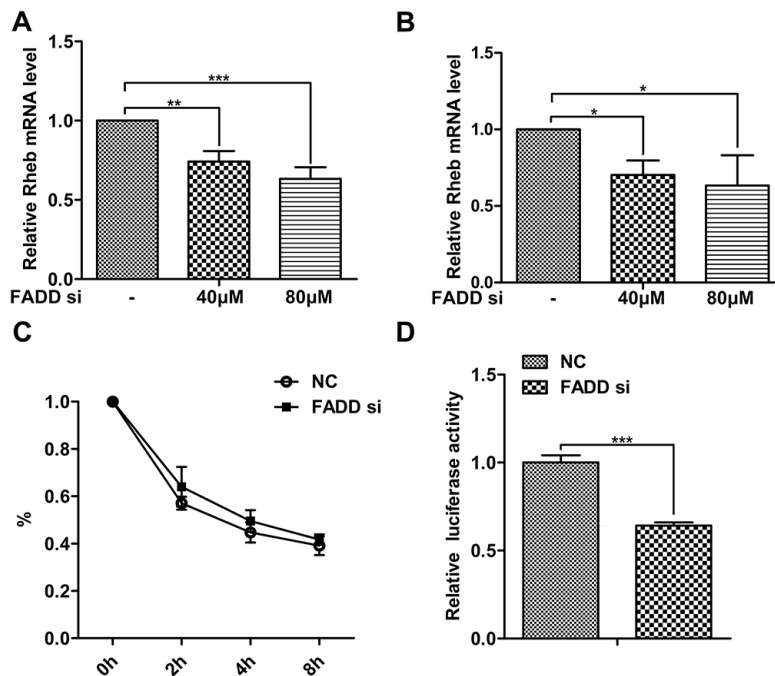 A
Relative Rheb mRNA level
1.5
1.0
0.5
0.0
***
**
FADD si
-
40μM
80μM
B
Relative Rheb mRNA level
1.5
1.0
0.5
0.0
*
*
FADD si
-
40μM
80μM
C
NC
FADD si
%
1.0
0.8
0.6
0.4
0.2
0.0
0h
2h
4h
8h
D
NC
FADD si
Relative luciferase activity
1.5
1.0
0.5
0.0
***